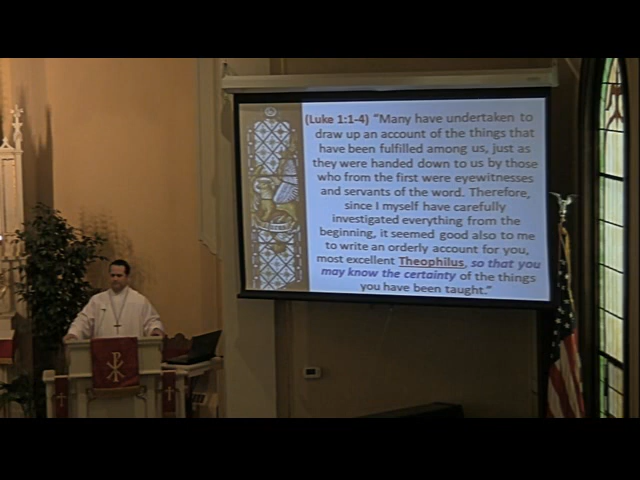 (Luke 1:1-4) “Many have undertaken to
draw up an account of the things that
have been fulfilled among us, just as
they were handed down to us by those
who from the first were eyewitnesses
and servants of the word. Therefore,
since I myself have carefully
investigated everything from the
beginning, it seemed good also to me
to write an orderly account for you,
most excellent Theophilus, so that you
may know the certainty of the things
you have been taught.”